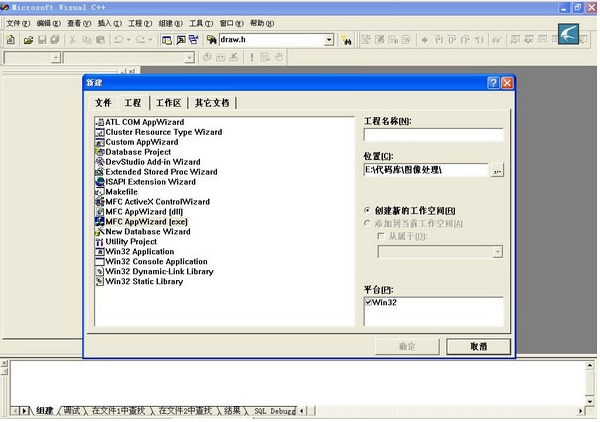 Microsoft Visual C++
文件(F) 编辑(E) 查看(V) 插入(I) 工程(P) 组建(B) 工具(T) 窗口(W) 帮助(H)
draw.h
新建
文件 工程 工作区 其它文档
ATL COM AppWizard
Cluster Resource Type Wizard
Custom AppWizard
Database Project
DevStudio Add-in Wizard
Extended Stored Proc Wizard
ISAPI Extension Wizard
Makefile
MFC ActiveX ControlWizard
MFC AppWizard (dll)
MFC AppWizard (exe)
New Database Wizard
Utility Project
Win32 Application
Win32 Console Application
Win32 Dynamic-Link Library
Win32 Static Library
工程名称(N):
位置(C):
E:\代码库\图像处理\
...
创建新的工作空间(R)
添加到当前工作空间(A)
从属于(D):
平台(P):
Win32
确定 取消
组建 调试 在文件1中查找 在文件2中查找 结果 SQL Debugg